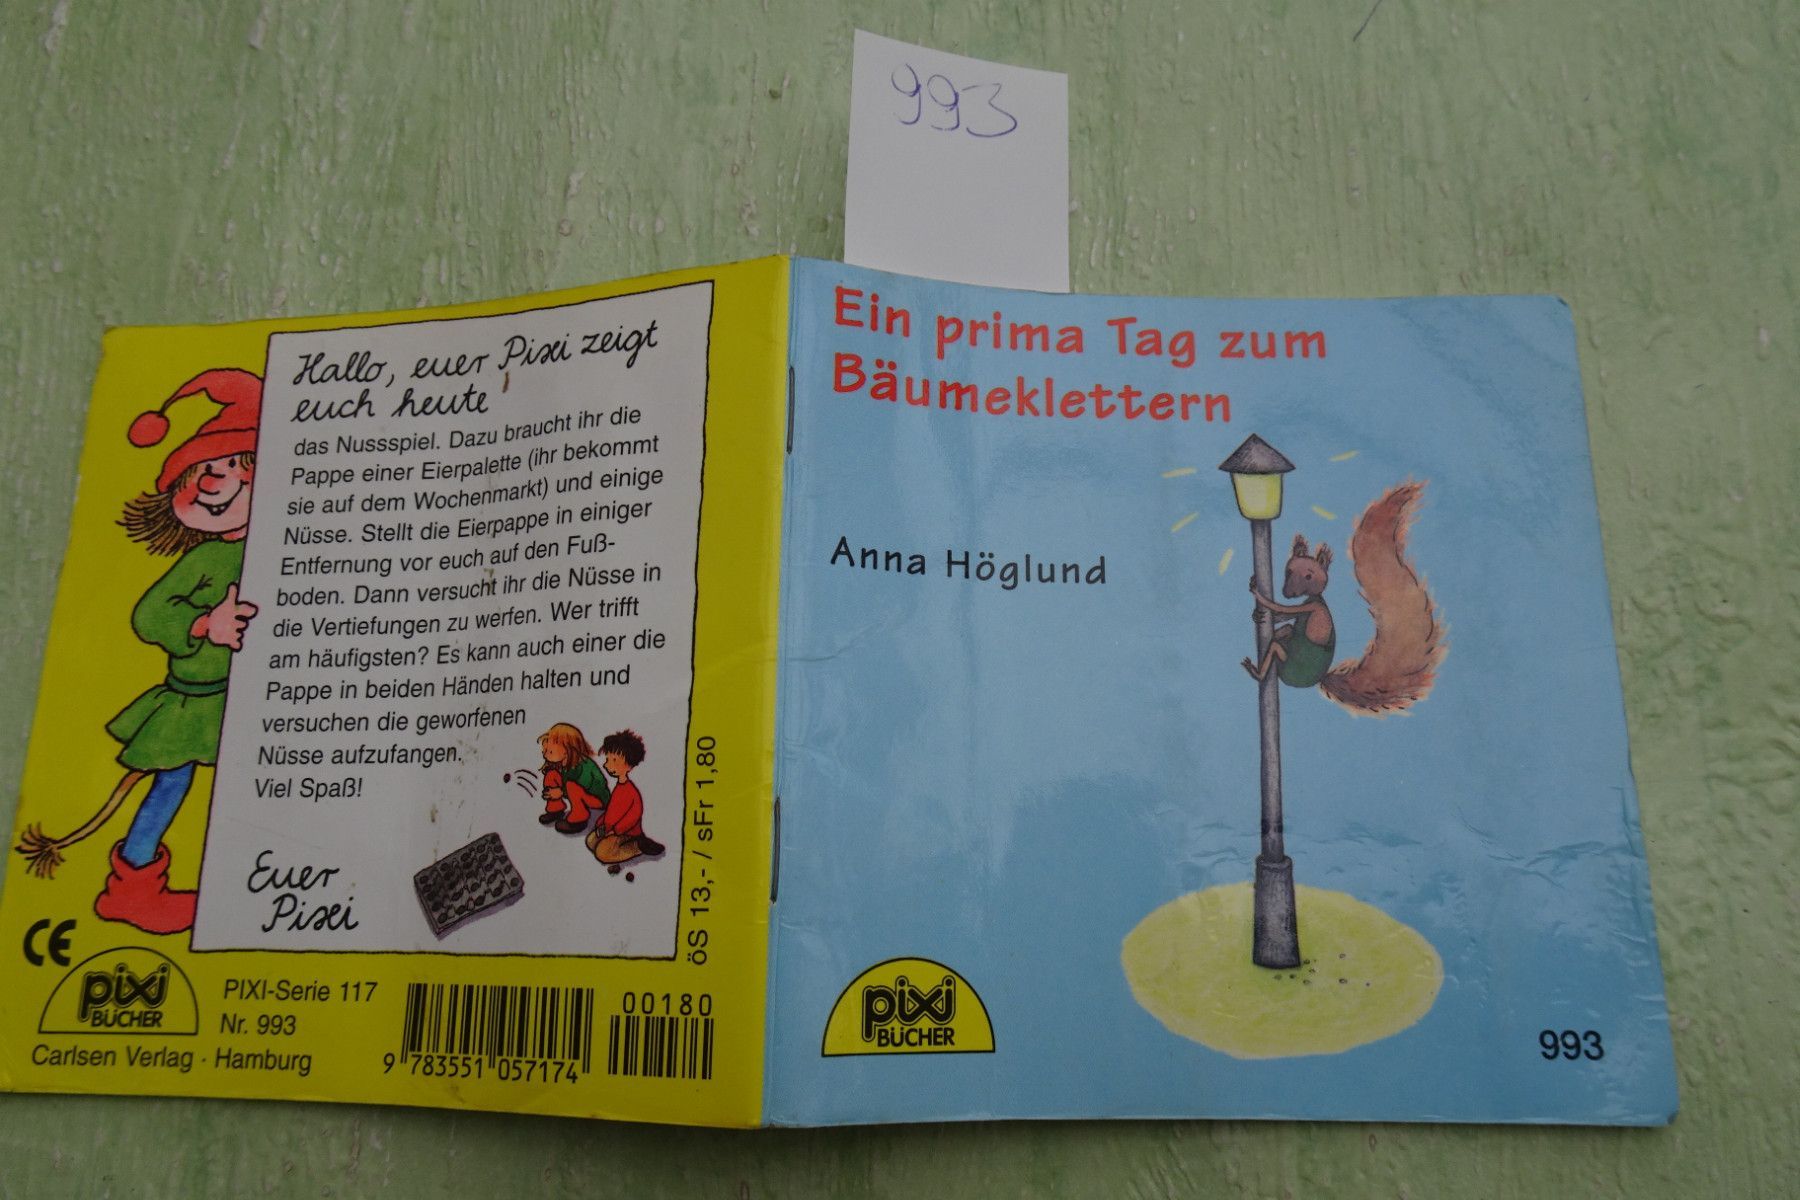 993
Hallo, euer Pixi zeigt
euch heute
das Nussspiel. Dazu braucht ihr die
Pappe einer Eierpalette (ihr bekommt
sie auf dem Wochenmarkt) und einige
Nüsse. Stellt die Eierpappe in einiger
Entfernung vor euch auf den Fuß-
boden. Dann versucht ihr die Nüsse in
die Vertiefungen zu werfen. Wer trifft
am häufigsten? Es kann auch einer die
Pappe in beiden Händen halten und
versuchen die geworfenen
Nüsse aufzufangen.
Viel Spaß!
Euer
Pixi
öS 13,- / sFr 1,80
CE
pixi
BÜCHER
PIXI-Serie 117
Nr. 993
Carlsen Verlag · Hamburg
00180
9 783551 057174
Ein prima Tag zum
Bäumeklettern
Anna Höglund
pixi
BÜCHER
993